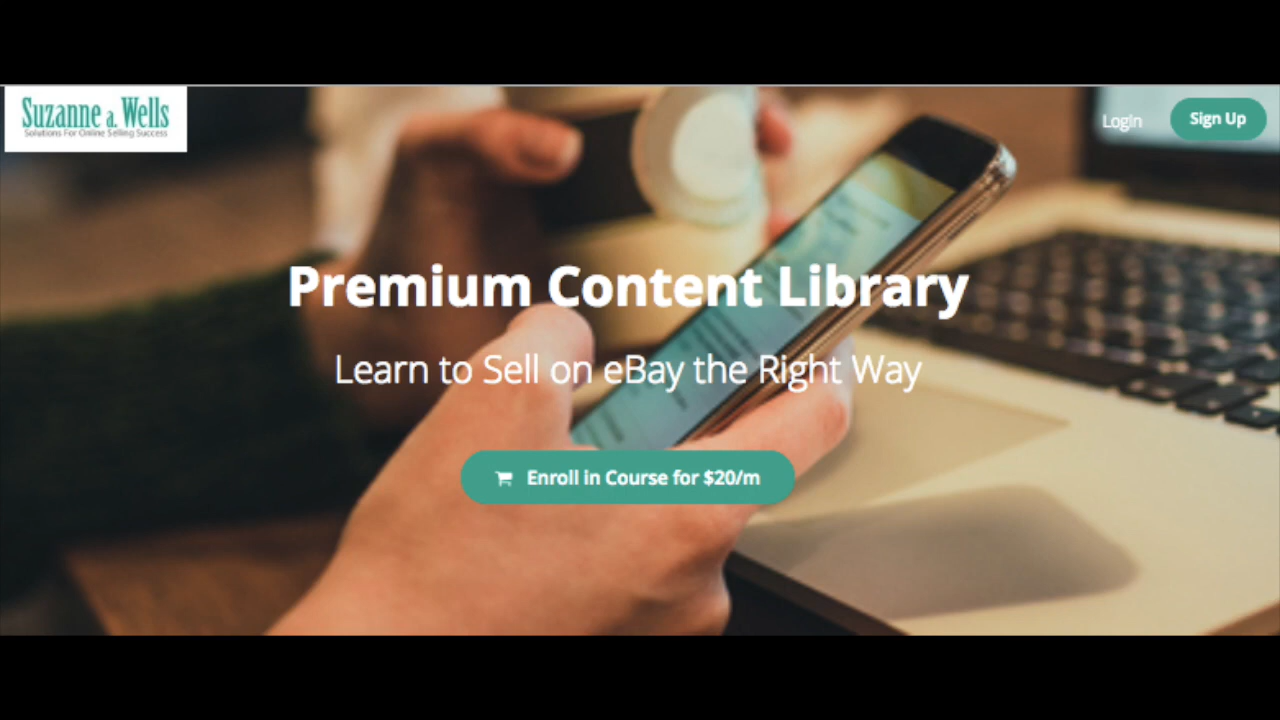 Suzanne a. Wells
Solutions For Online Selling Success
Login
Sign Up
Premium Content Library
Learn to Sell on eBay the Right Way
Enroll in Course for $20/m